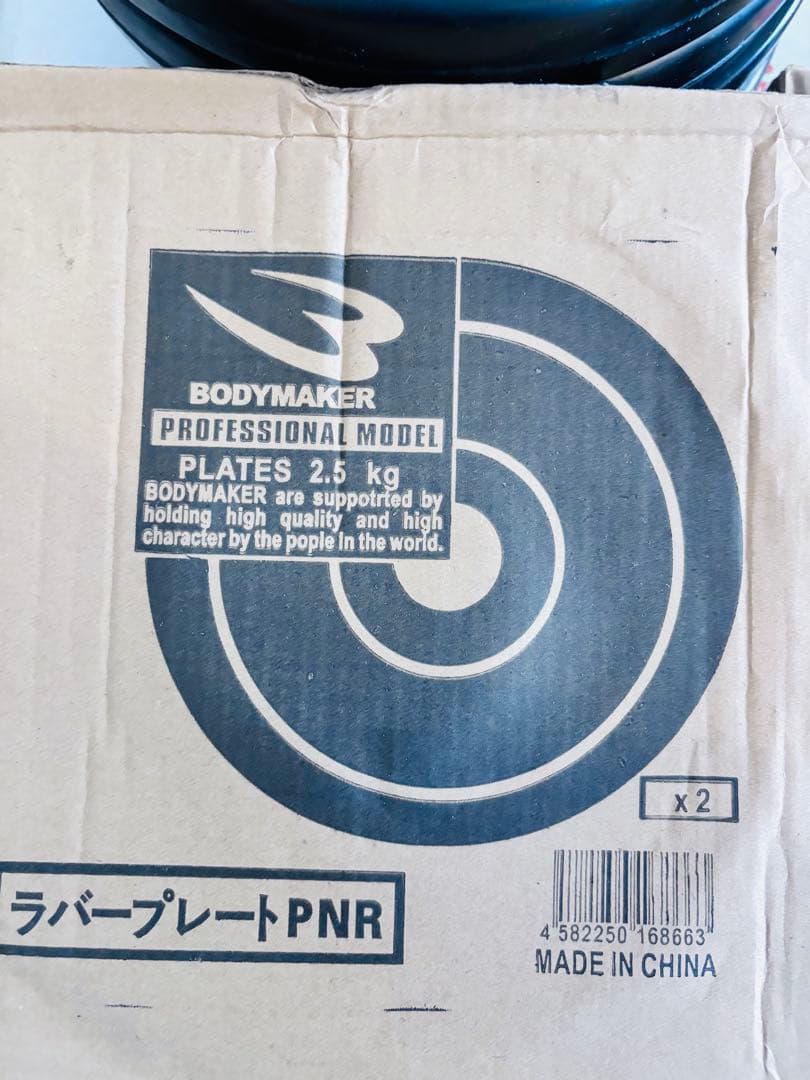 BODYMAKER
PROFESSIONAL MODEL
PLATES 2.5 kg
BODYMAKER are suppotrted by
holding high quality and high
character by the pople in the world.
x 2
ラバープレートPNR
4 582250 168663
MADE IN CHINA